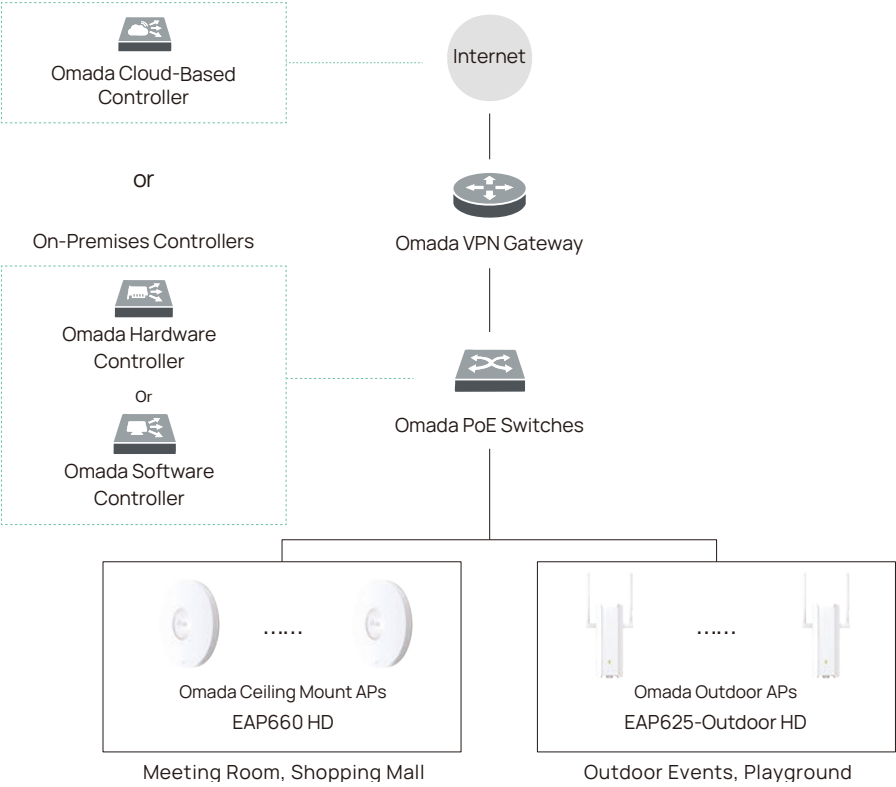 Omada Cloud-Based
Controller
Internet
or
On-Premises Controllers
Omada VPN Gateway
Omada Hardware
Controller
Or
Omada Software
Controller
Omada PoE Switches
......
Omada Ceiling Mount APs
EAP660 HD
Meeting Room, Shopping Mall
......
Omada Outdoor APs
EAP625-Outdoor HD
Outdoor Events, Playground